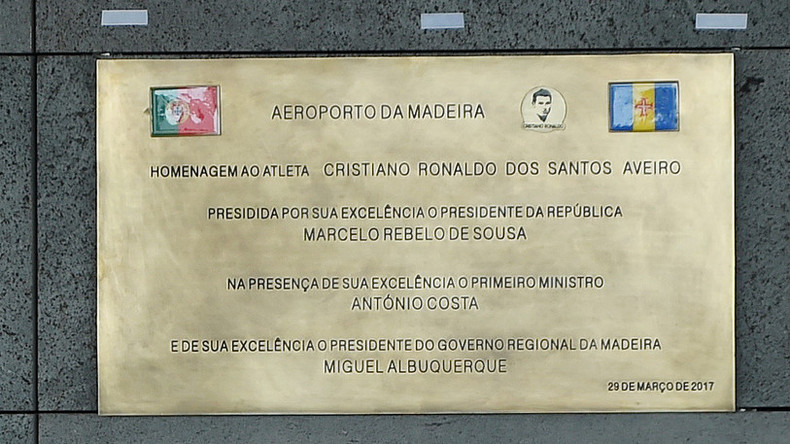 AEROPORTO DA MADEIRA
CRISTIANO RONALDO
HOMENAGEM AO ATLETA CRISTIANO RONALDO DOS SANTOS AVEIRO
PRESIDIDA POR SUA EXCELÊNCIA O PRESIDENTE DA REPÚBLICA
MARCELO REBELO DE SOUSA
NA PRESENÇA DE SUA EXCELÊNCIA O PRIMEIRO MINISTRO
ANTÓNIO COSTA
E DE SUA EXCELÊNCIA O PRESIDENTE DO GOVERNO REGIONAL DA MADEIRA
MIGUEL ALBUQUERQUE
29 DE MARÇO DE 2017